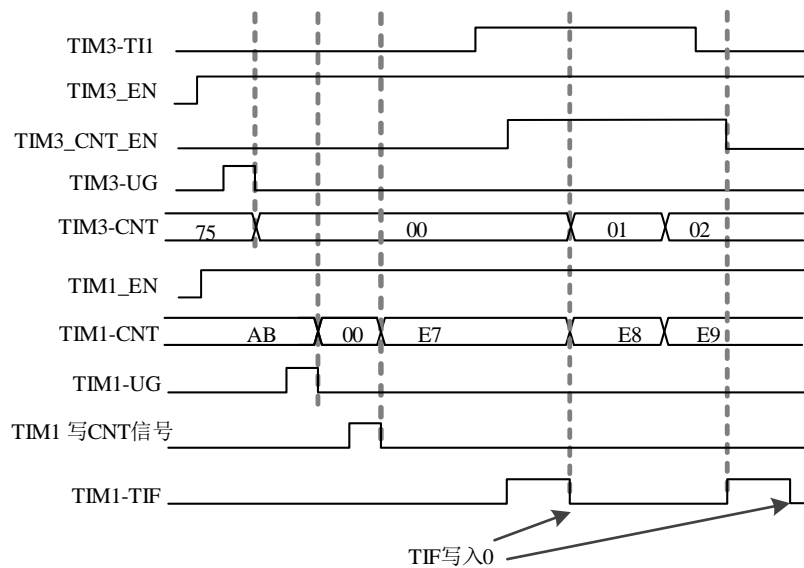 TIM3-TI1
TIM3_EN
TIM3_CNT_EN
TIM3-UG
TIM3-CNT 75 00 01 02
TIM1_EN
TIM1-CNT AB 00 E7 E8 E9
TIM1-UG
TIM1 写CNT信号
TIM1-TIF
TIF写入0